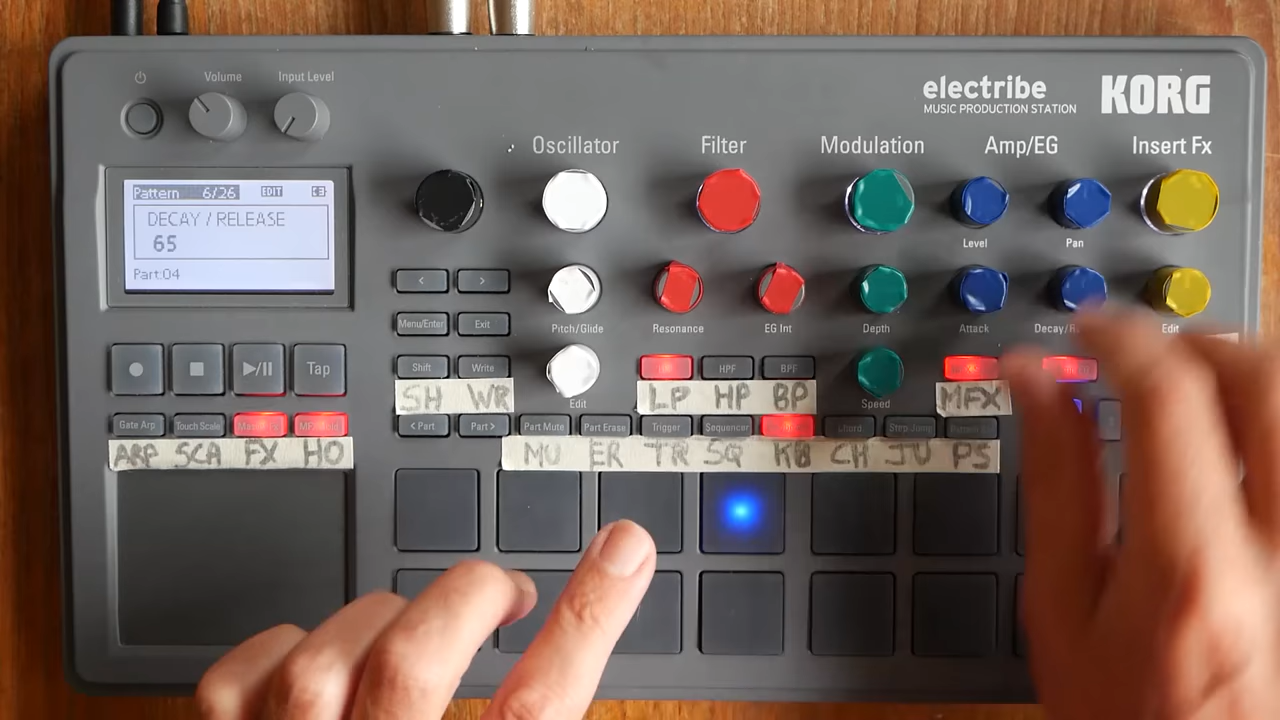 Volume
Input Level
electribe
MUSIC PRODUCTION STATION
KORG
Oscillator
Filter
Modulation
Amp/EG
Insert Fx
Pattern 6/26 EDIT
DECAY / RELEASE
65
Part:04
Level
Pan
< >
Menu/Enter Exit
Pitch/Glide
Resonance
EG Int
Depth
Attack
Edit
Tap
Shift Write
HPF BPF
SH WR
Edit
LP HP BP
Speed
MFX
Gate Arp Touch Scale
< Part Part > Part Mute Part Erase Trigger Sequencer Chord Step Jump
ARP SCA FX HO
MU ER TR SQ KB CH JU PS